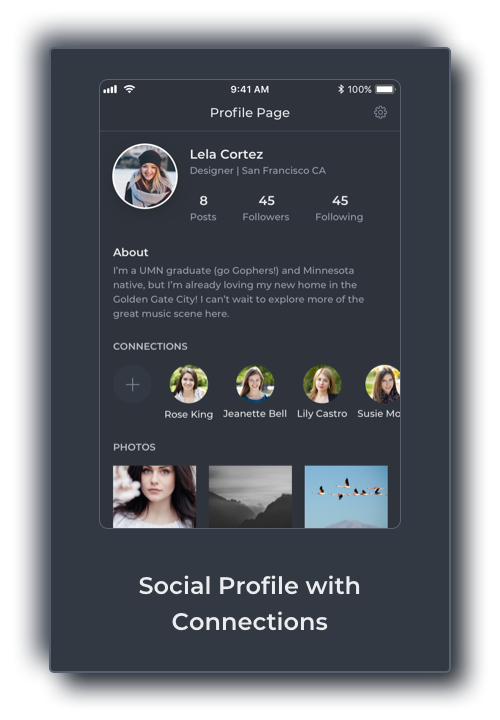 9:41 AM
100%
Profile Page
Lela Cortez
Designer | San Francisco CA
8
45
45
Posts
Followers
Following
About
I'm a UMN graduate (go Gophers!) and Minnesota
native, but I'm already loving my new home in the
Golden Gate City! I can't wait to explore more of the
great music scene here.
CONNECTIONS
Rose King
Jeanette Bell
Lily Castro
Susie Mo
PHOTOS
Social Profile with
Connections